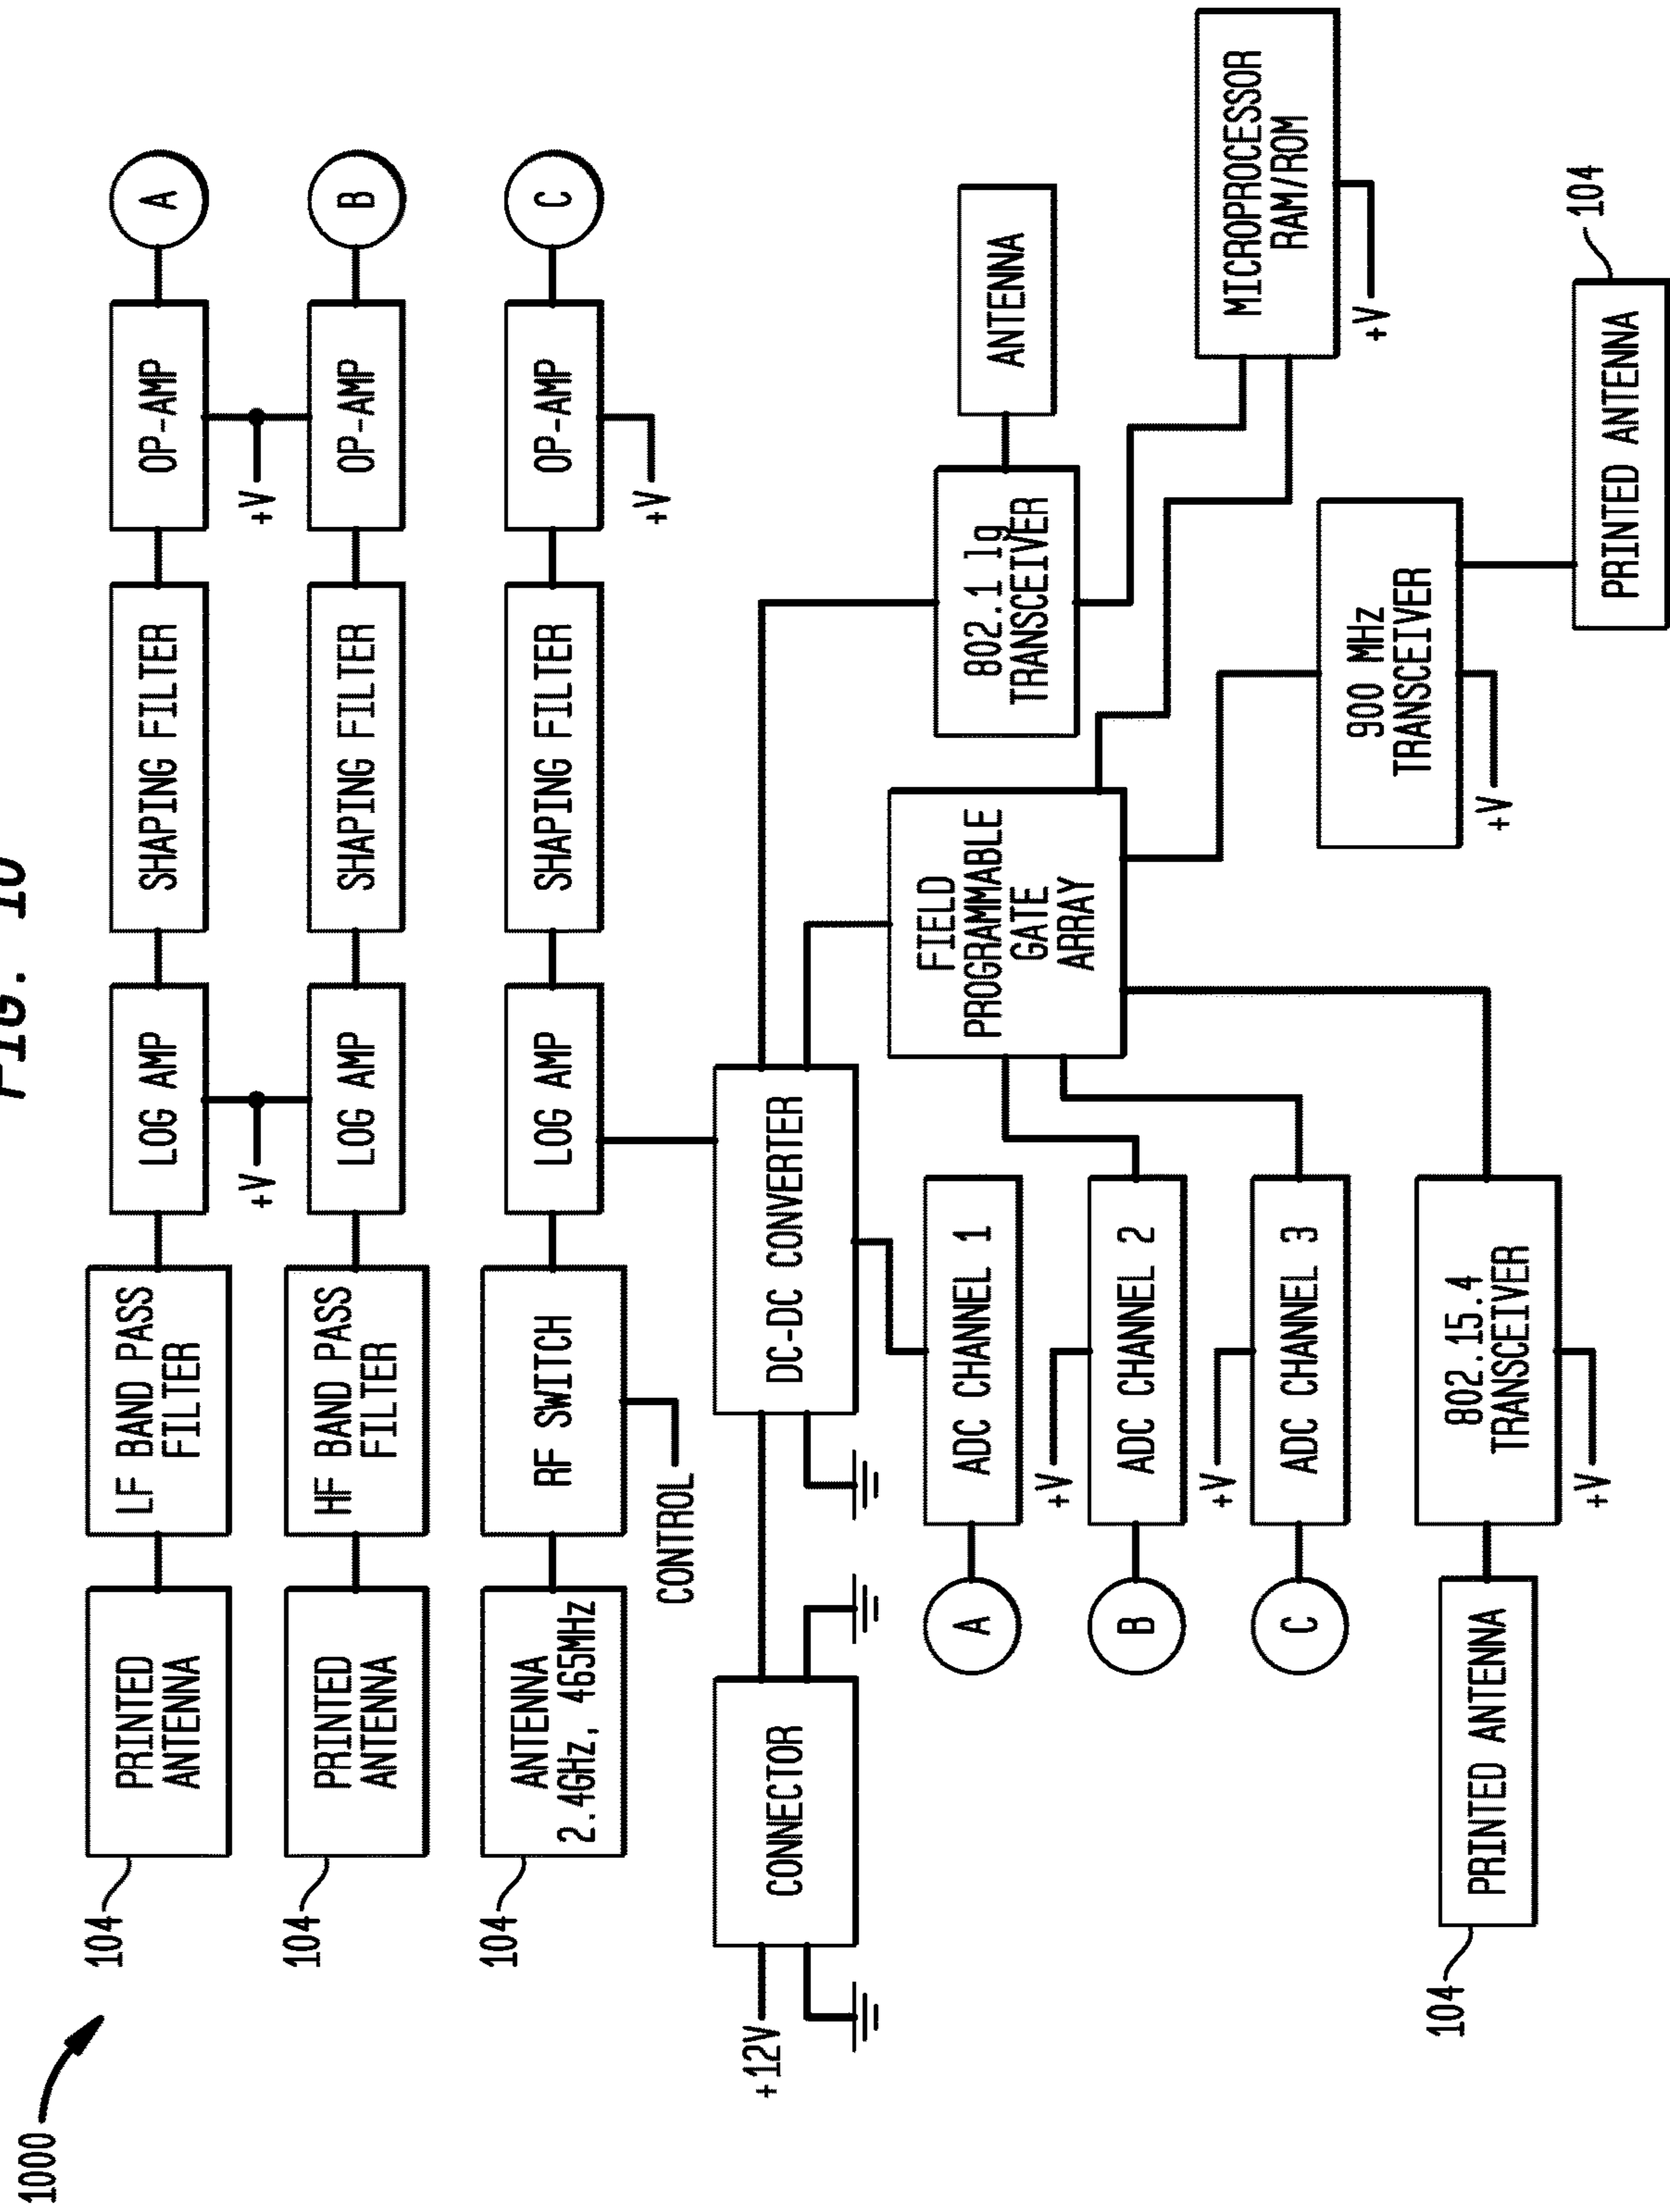 FIG. 10
1000
104
PRINTED
ANTENNA
LF BAND PASS
FILTER
LOG AMP
SHAPING FILTER
OP-AMP
A
+V
+V
104
PRINTED
ANTENNA
HF BAND PASS
FILTER
LOG AMP
SHAPING FILTER
OP-AMP
B
104
ANTENNA
2.4GHz, 465MHz
RF SWITCH
LOG AMP
SHAPING FILTER
OP-AMP
C
CONTROL
+V
+12V
CONNECTOR
DC-DC CONVERTER
802.1 lg
TRANSCEIVER
ANTENNA
FIELD
PROGRAMMABLE
GATE
ARRAY
A
ADC CHANNEL 1
+V
B
ADC CHANNEL 2
+V
C
ADC CHANNEL 3
MICROPROCESSOR
RAM/ROM
+V
900 MHz
TRANSCEIVER
+V
104
PRINTED ANTENNA
802.15.4
TRANSCEIVER
+V
PRINTED ANTENNA
104